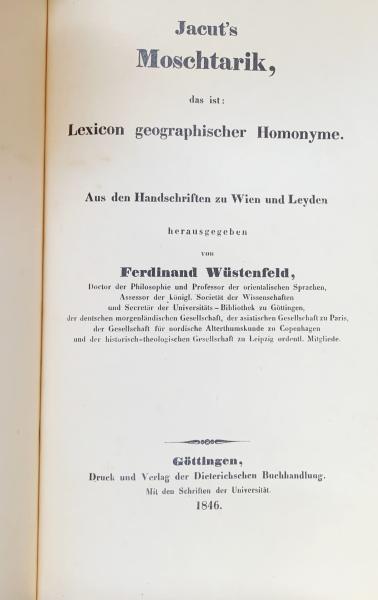 Jacut's
Moschtarik,
das ist:
Lexicon geographischer Homonyme.
Aus den Handschriften zu Wien und Leyden
herausgegeben
von
Ferdinand Wüstenfeld,
Doctor der Philosophie und Professor der orientalischen Sprachen,
Assessor der königl. Societät der Wissenschaften
und Secretär der Universitäts-Bibliothek zu Göttingen,
der deutschen morgenländischen Gesellschaft, der asiatischen Gesellschaft zu Paris,
der Gesellschaft für nordische Alterthumskunde zu Copenhagen
und der historisch-theologischen Gesellschaft zu Leipzig ordentl. Mitgliede.
Göttingen,
Druck und Verlag der Dieterichschen Buchhandlung.
Mit den Schriften der Universität.
1846.